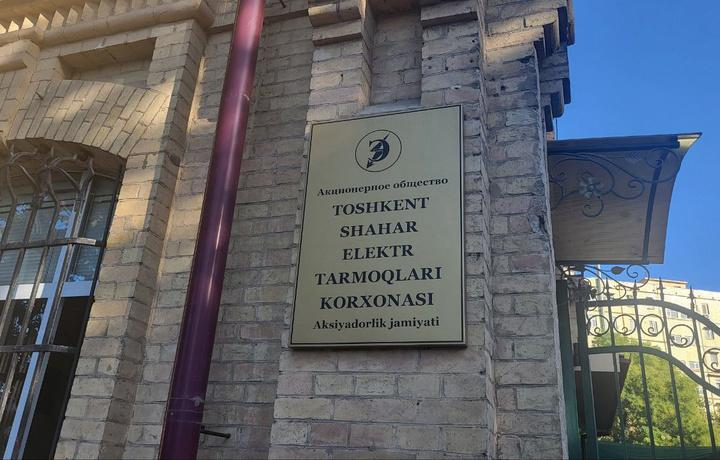 Э
Акционерное общество
TOSHKENT
SHAHAR
ELEKTR
TARMOQLARI
KORXONASI
Aksiyadorlik jamiyati